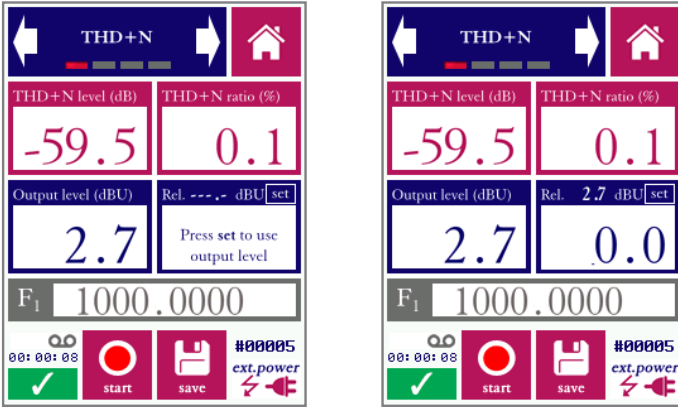 THD+N
THD+N level (dB) THD+N ratio (%)
-59.5 0.1
Output level (dBU) Rel. ---.- dBU set
2.7 Press set to use
output level
F1 1000.0000
00:00:08 #00005
ext.power
start save
THD+N
THD+N level (dB) THD+N ratio (%)
-59.5 0.1
Output level (dBU) Rel. 2.7 dBU set
2.7 0.0
F1 1000.0000
00:00:08 #00005
ext.power
start save